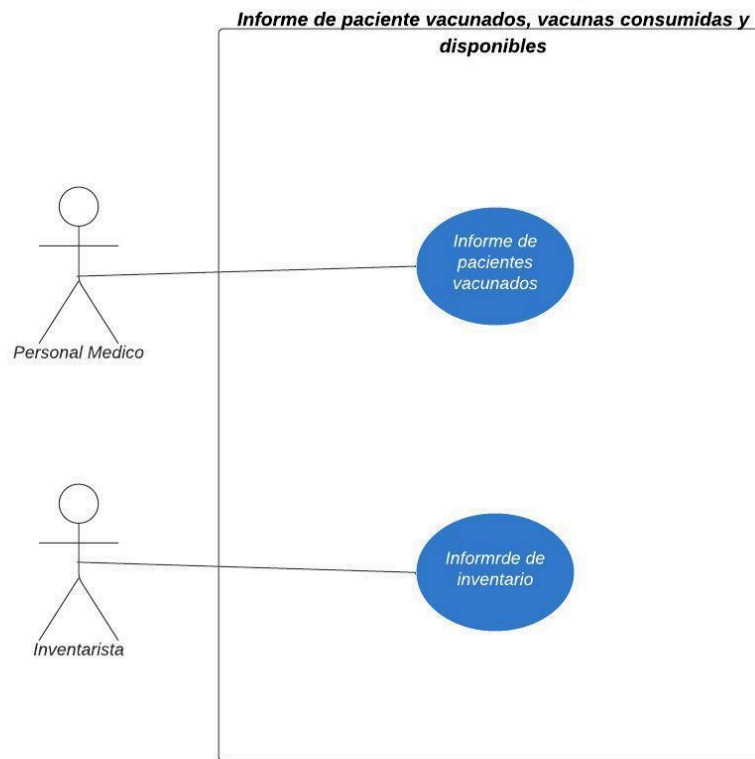 Informe de paciente vacunados, vacunas consumidas y
disponibles
Informe de
pacientes
vacunados
Personal Medico
Informrde de
inventario
Inventarista